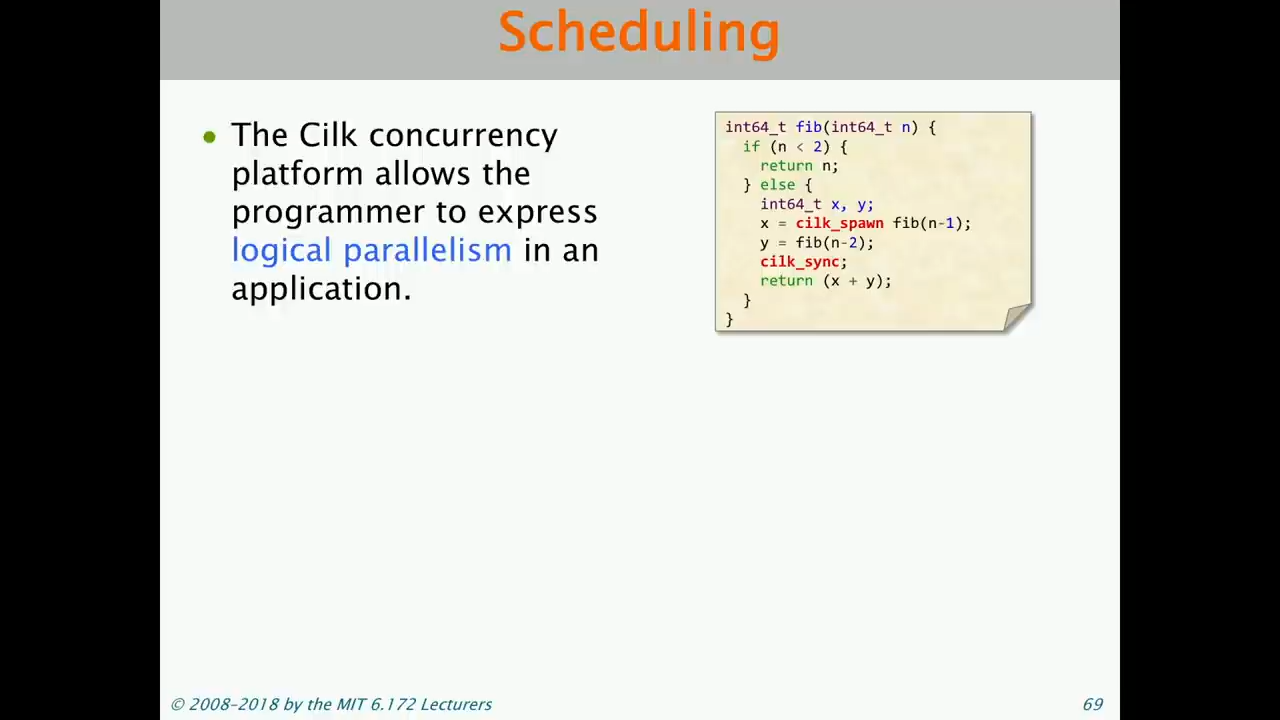 Scheduling
• The Cilk concurrency
platform allows the
programmer to express
logical parallelism in an
application.
int64_t fib(int64_t n) {
  if (n < 2) {
    return n;
  } else {
    int64_t x, y;
    x = cilk_spawn fib(n-1);
    y = fib(n-2);
    cilk_sync;
    return (x + y);
  }
}
© 2008–2018 by the MIT 6.172 Lecturers
69